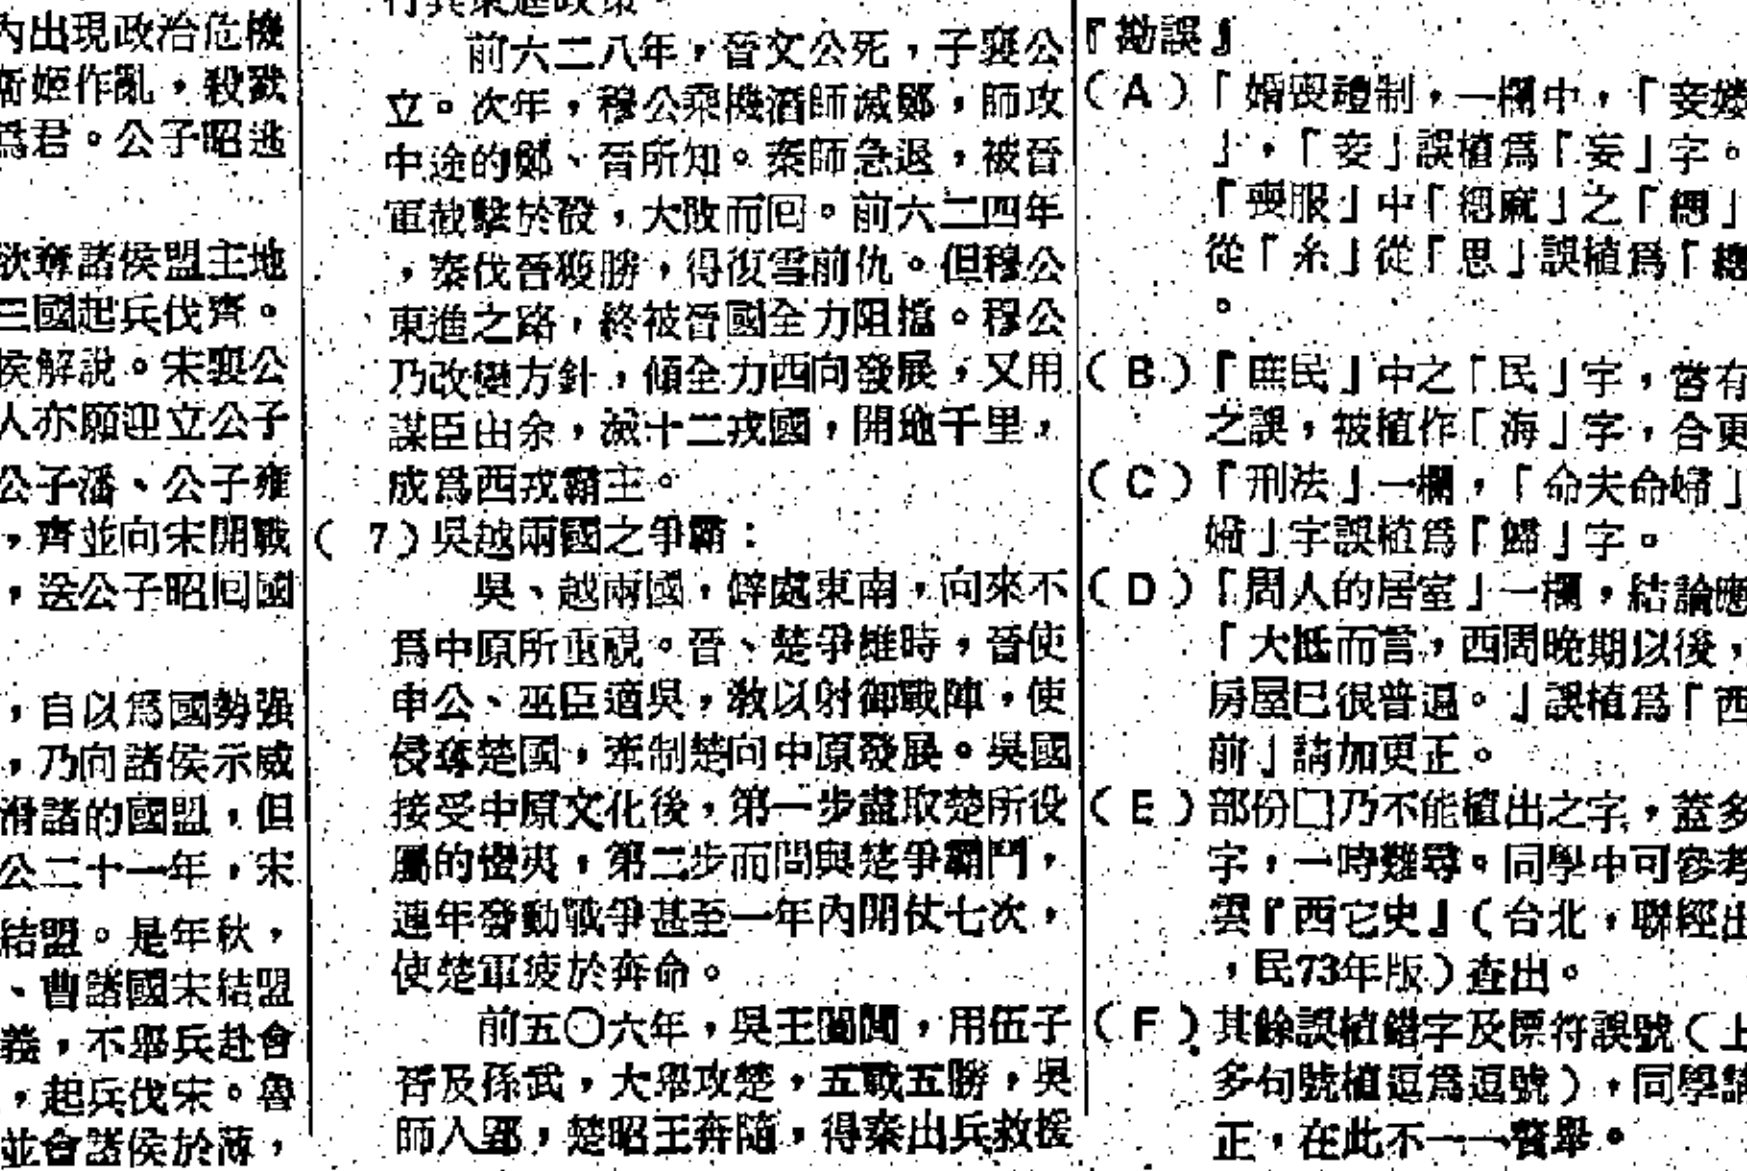 內出現政治危機
衛姬作亂，殺戮
爲君。公子昭逃
欲奪諸侯盟主地
三國起兵伐齊。
侯解說。宋襄公
人亦願迎立公子
公子潘、公子雍
，齊並向宋開戰
，送公子昭回國
，自以爲國勢强
，乃向諸侯示威
滑諸的國盟，但
公二十一年，宋
結盟。是年秋，
、曹諸國宋結盟
義，不舉兵赴會
，起兵伐宋。魯
並會諸侯於薄，
行其東進政策。
前六二八年，晉文公死，子襄公
立。次年，穆公乘機潛師滅鄭，師攻
中途的鄭、晉所知。秦師急退，被晉
軍截擊於殽，大敗而回。前六二四年
，秦伐晉獲勝，得復雪前仇。但穆公
東進之路，終被晉國全力阻擋。穆公
乃改變方針，傾全力西向發展，又用
謀臣由余，滅十二戎國，開地千里，
成爲西戎霸主。
（7）吳越兩國之爭霸：
吳、越兩國，僻處東南，向來不
爲中原所重視。晉、楚爭雄時，晉使
申公、巫臣適吳，敎以射御戰陣，使
侵奪楚國，牽制楚向中原發展。吳國
接受中原文化後，第一步盡取楚所役
屬的蠻夷，第二步而問與楚爭霸鬥，
連年發動戰爭甚至一年內開仗七次，
使楚軍疲於奔命。
前五〇六年，吳王闔閭，用伍子
胥及孫武，大舉攻楚，五戰五勝，吳
師入郢，楚昭王奔隨，得秦出兵救援
『勘誤』
（A）「婚喪禮制，一欄中，「妾媵
」，「妾」誤植爲「妄」字。
「喪服」中「緦麻」之「緦」
從「糸」從「思」誤植爲「總
。
（B）『庶民」中之「民」字，嘗有
之誤，被植作「海」字，合更
（C）『刑法」一欄，「命夫命婦」
婦」字誤植爲『歸」字。
（D）「周人的居室」一欄，結論應
「大抵而言，西周晚期以後，
房屋已很普遍。」誤植爲「西
前」請加更正。
（E）部份囗乃不能植出之字，蓋多
字，一時難尋。同學中可參考
雲『西它史』（台北，聯經出
，民73年版）查出。
（F）其餘誤植錯字及標符誤號（上
多句號植逗爲逗號），同學請
正，在此不一一贅舉。